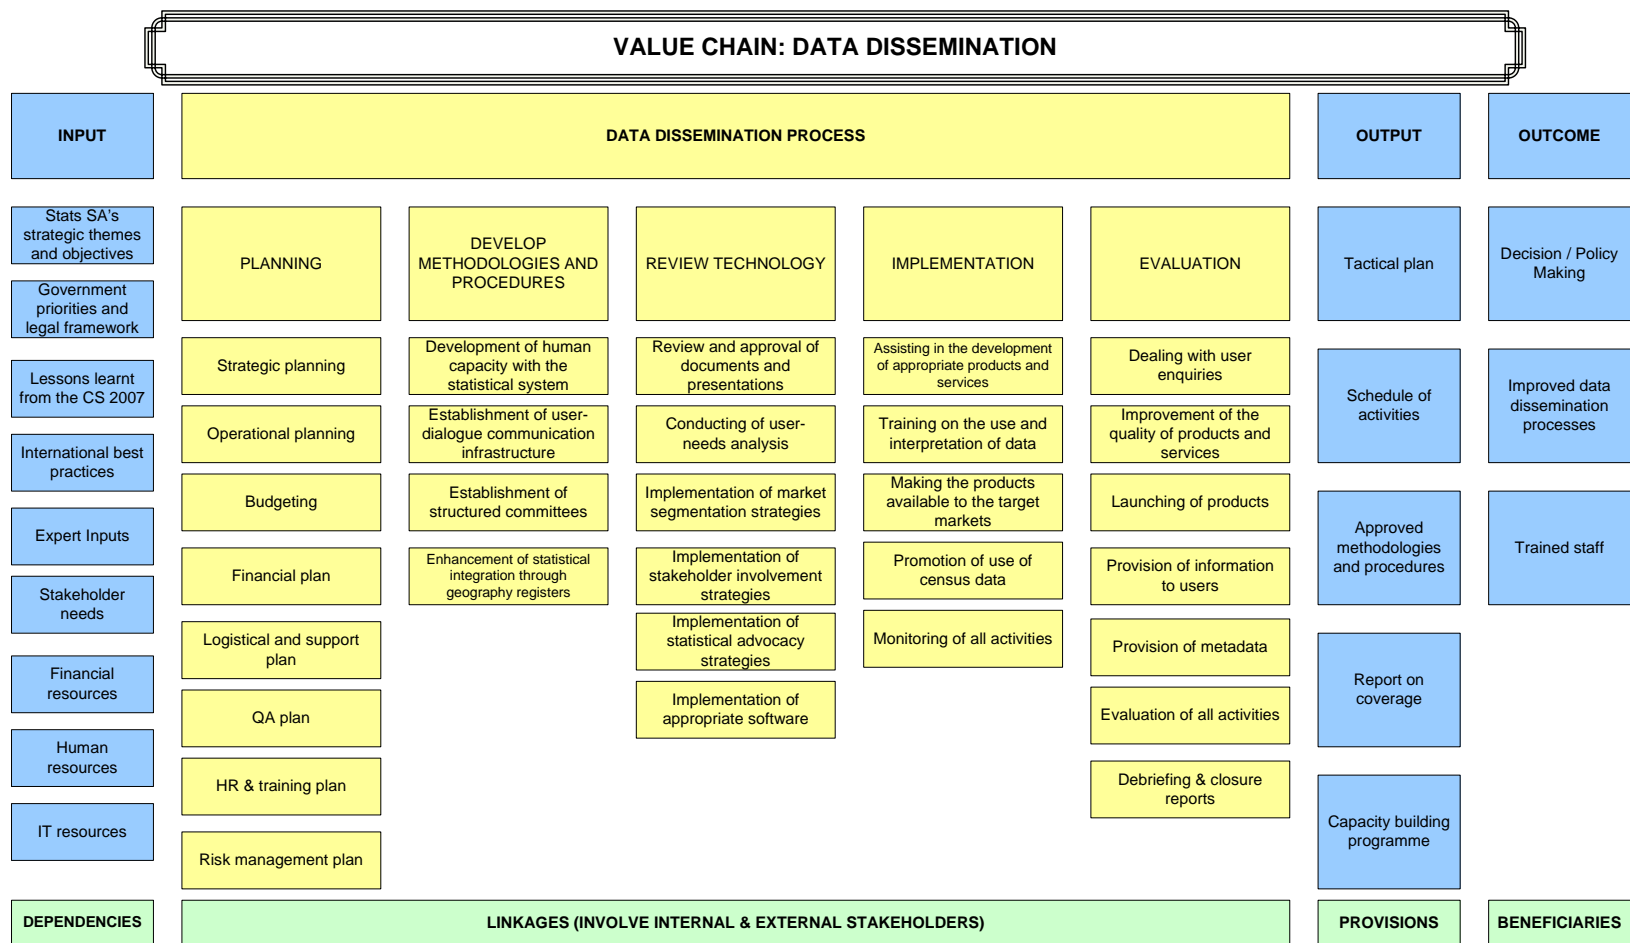 VALUE CHAIN: DATA DISSEMINATION
INPUT
DATA DISSEMINATION PROCESS
OUTPUT
OUTCOME
Stats SA's
strategic themes
and objectives
Government
priorities and
legal framework
Lessons learnt
from the CS 2007
International best
practices
Expert Inputs
Stakeholder
needs
Financial
resources
Human
resources
IT resources
PLANNING
Strategic planning
Operational planning
Budgeting
Financial plan
Logistical and support
plan
QA plan
HR & training plan
Risk management plan
DEVELOP
METHODOLOGIES AND
PROCEDURES
Development of human
capacity with the
statistical system
Establishment of user-
dialogue communication
infrastructure
Establishment of
structured committees
Enhancement of statistical
integration through
geography registers
REVIEW TECHNOLOGY
Review and approval of
documents and
presentations
Conducting of user-
needs analysis
Implementation of market
segmentation strategies
Implementation of
stakeholder involvement
strategies
Implementation of
statistical advocacy
strategies
Implementation of
appropriate software
IMPLEMENTATION
Assisting in the development
of appropriate products and
services
Training on the use and
interpretation of data
Making the products
available to the target
markets
Promotion of use of
census data
Monitoring of all activities
EVALUATION
Dealing with user
enquiries
Improvement of the
quality of products and
services
Launching of products
Provision of information
to users
Provision of metadata
Evaluation of all activities
Debriefing & closure
reports
Tactical plan
Schedule of
activities
Approved
methodologies
and procedures
Report on
coverage
Capacity building
programme
Decision / Policy
Making
Improved data
dissemination
processes
Trained staff
DEPENDENCIES
LINKAGES (INVOLVE INTERNAL & EXTERNAL STAKEHOLDERS)
PROVISIONS
BENEFICIARIES